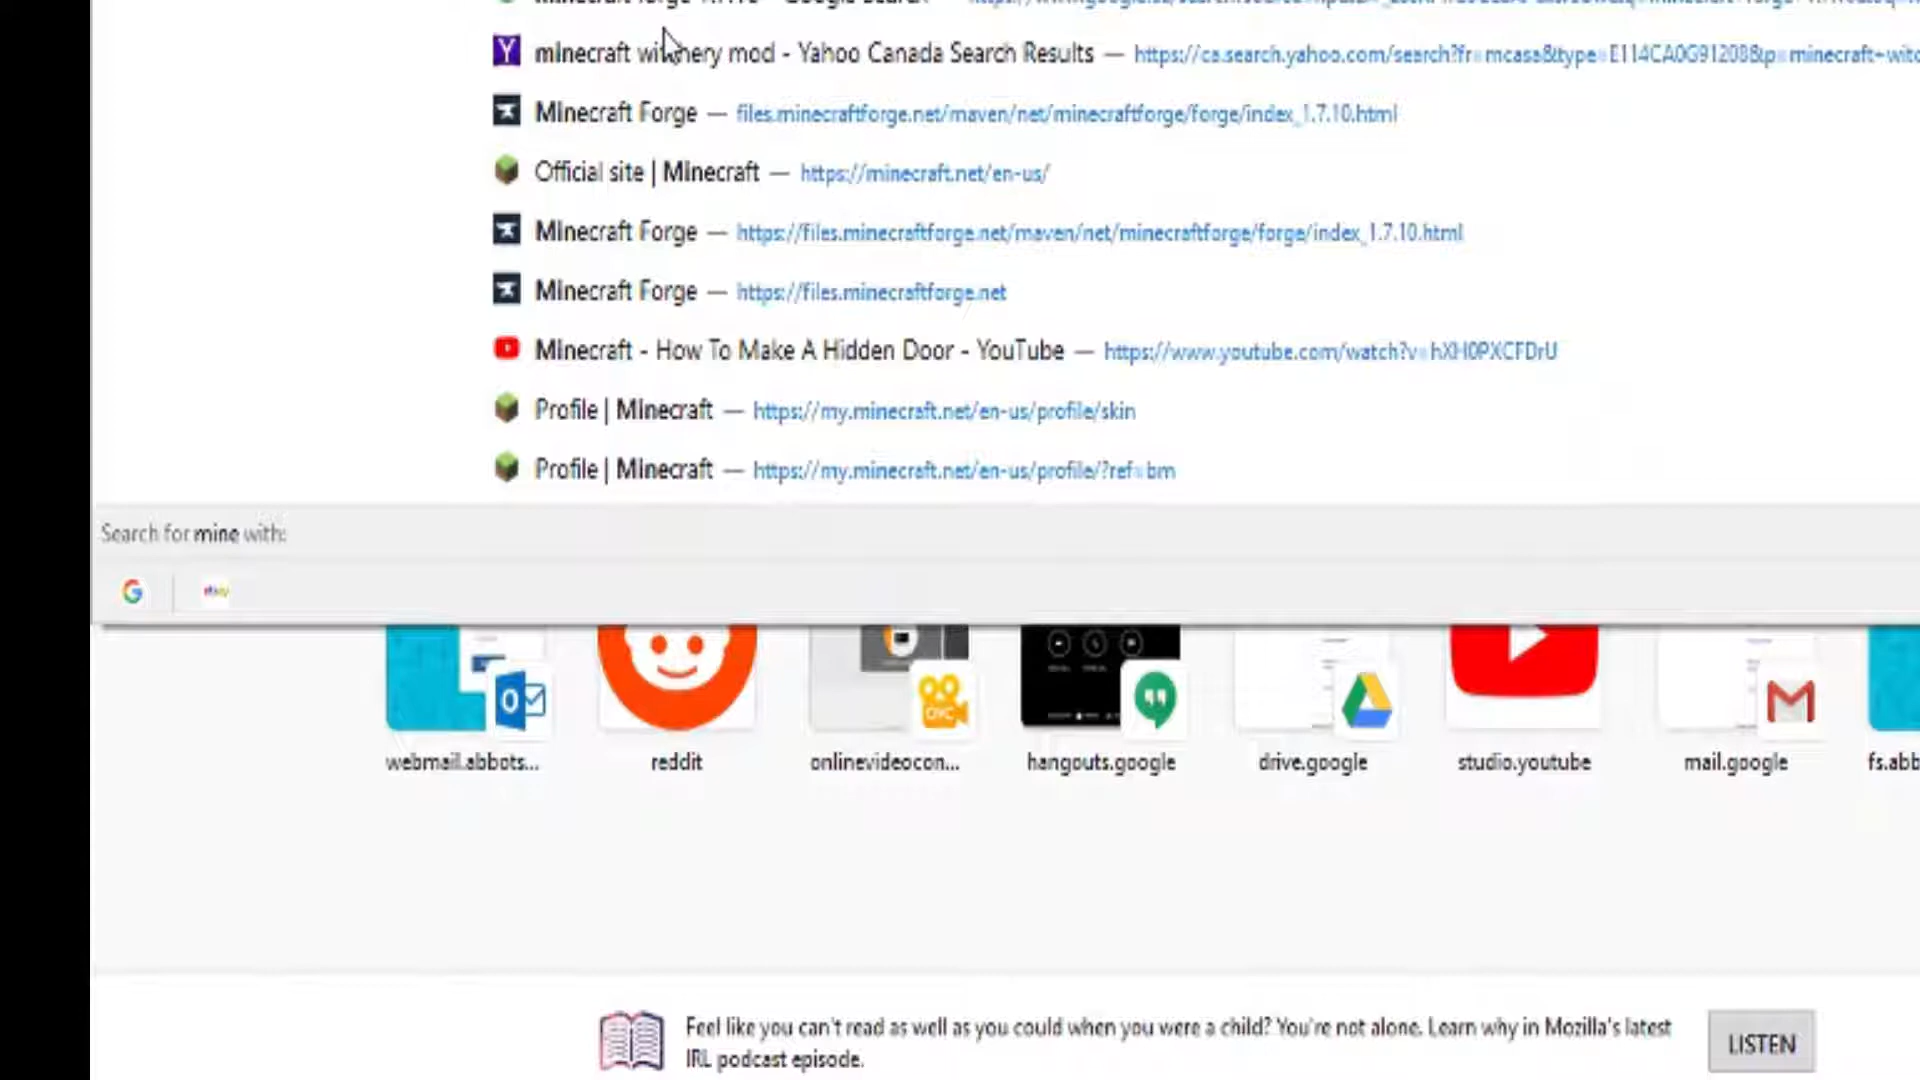 minecraft witchery mod - Yahoo Canada Search Results — https://ca.search.yahoo.com/search?fr=mcasa&type=E114CA0G91208&p=minecraft+witc
Minecraft Forge — files.minecraftforge.net/maven/net/minecraftforge/forge/index_1.7.10.html
Official site | Minecraft — https://minecraft.net/en-us/
Minecraft Forge — https://files.minecraftforge.net/maven/net/minecraftforge/forge/index_1.7.10.html
Minecraft Forge — https://files.minecraftforge.net
Minecraft - How To Make A Hidden Door - YouTube — https://www.youtube.com/watch?v=hXH0PXCFDrU
Profile | Minecraft — https://my.minecraft.net/en-us/profile/skin
Profile | Minecraft — https://my.minecraft.net/en-us/profile/?ref=bm
Search for mine with:
ebay
OVC
webmail.abbots... reddit onlinevideocon... hangouts.google drive.google studio.youtube mail.google fs.abb
Feel like you can't read as well as you could when you were a child? You're not alone. Learn why in Mozilla's latest
IRL podcast episode.
LISTEN